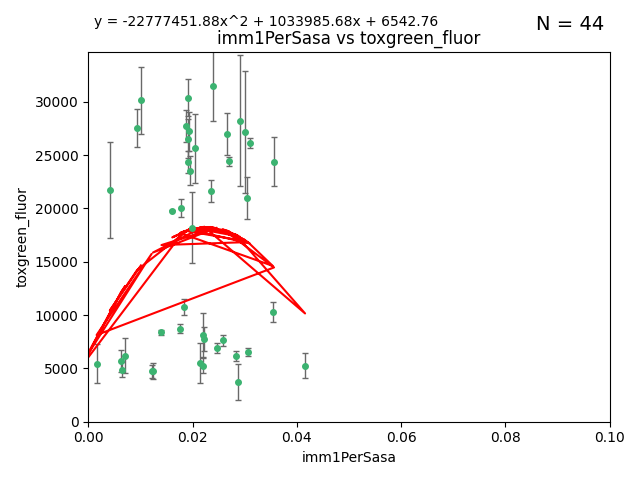 y = -22777451.88x^2 + 1033985.68x + 6542.76
N = 44
imm1PerSasa vs toxgreen_fluor
toxgreen_fluor
30000
25000
20000
15000
10000
5000
0
0.00 0.02 0.04 0.06 0.08 0.10
imm1PerSasa